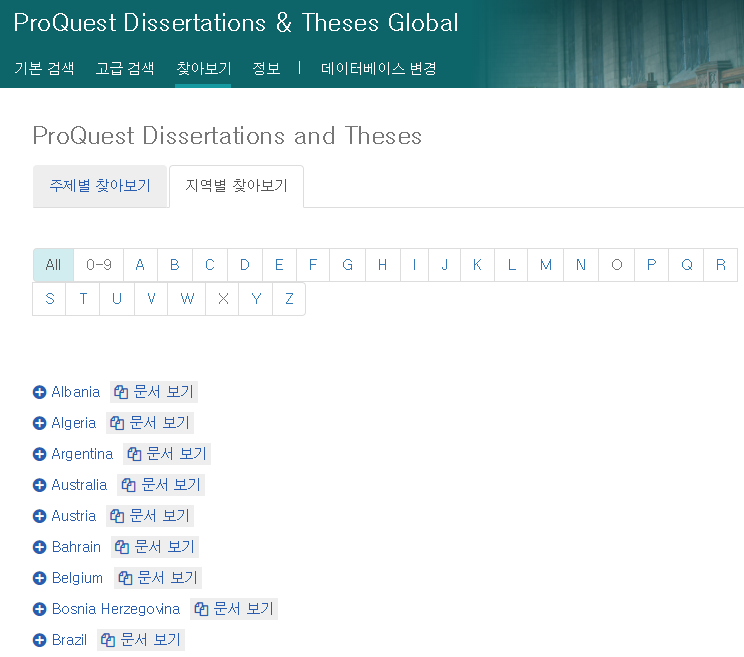 ProQuest Dissertations & Theses Global
기본 검색 고급 검색 찾아보기 정보 | 데이터베이스 변경
ProQuest Dissertations and Theses
주제별 찾아보기 지역별 찾아보기
All 0-9 A B C D E F G H I J K L M N O P Q R
S T U V W X Y Z
Albania 문서 보기
Algeria 문서 보기
Argentina 문서 보기
Australia 문서 보기
Austria 문서 보기
Bahrain 문서 보기
Belgium 문서 보기
Bosnia Herzegovina 문서 보기
Brazil 문서 보기